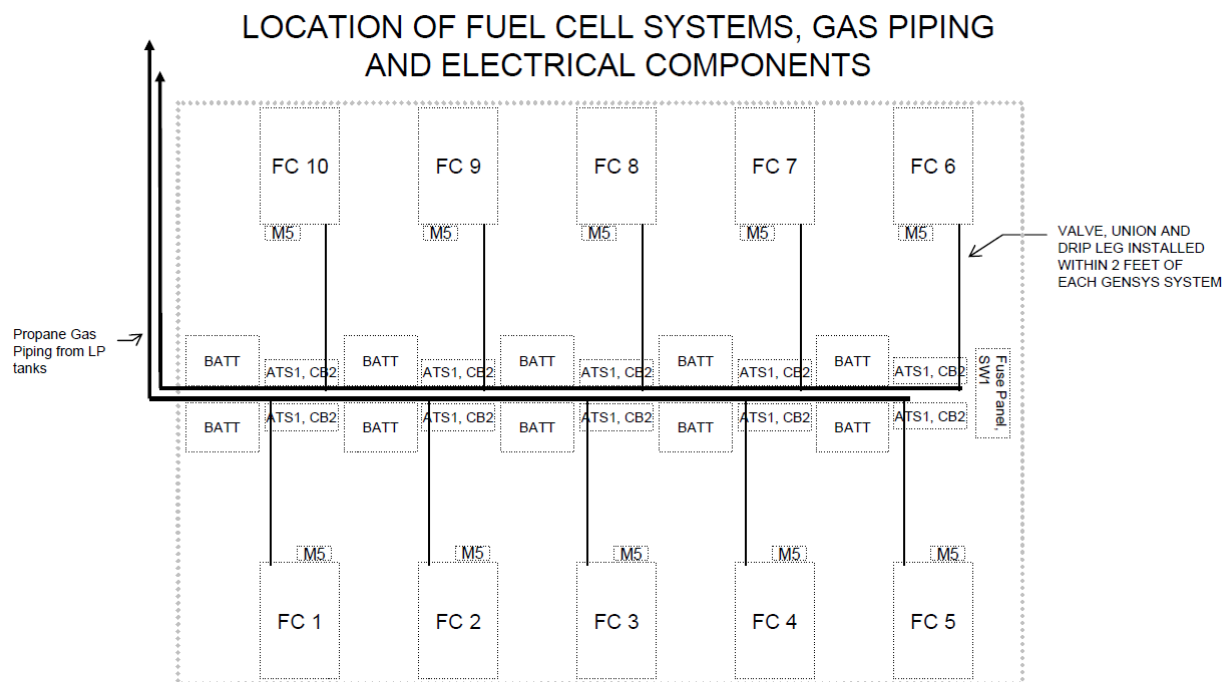 LOCATION OF FUEL CELL SYSTEMS, GAS PIPING
AND ELECTRICAL COMPONENTS
FC 10
FC 9
FC 8
FC 7
FC 6
M5
M5
M5
M5
M5
VALVE, UNION AND
DRIP LEG INSTALLED
WITHIN 2 FEET OF
EACH GENSYS SYSTEM
Propane Gas
Piping from LP
tanks
BATT
ATS1, CB2
BATT
ATS1, CB2
BATT
ATS1, CB2
BATT
ATS1, CB2
BATT
ATS1, CB2
Fuse Panel,
SW1
BATT
ATS1, CB2
BATT
ATS1, CB2
BATT
ATS1, CB2
BATT
ATS1, CB2
BATT
ATS1, CB2
M5
M5
M5
M5
M5
FC 1
FC 2
FC 3
FC 4
FC 5